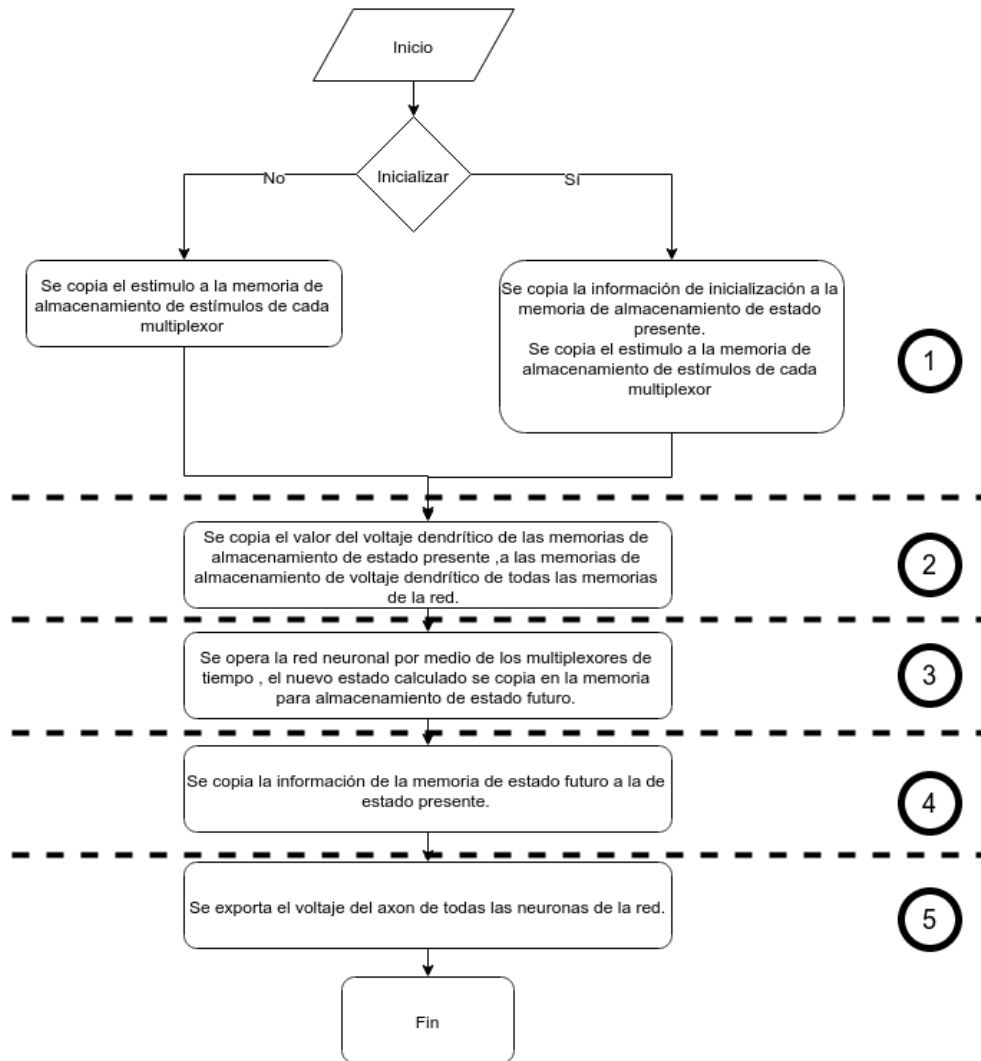 Inicio
Inicializar
No
Sí
Se copia el estimulo a la memoria de
almacenamiento de estímulos de cada
multiplexor
Se copia la información de inicialización a la
memoria de almacenamiento de estado
presente.
Se copia el estimulo a la memoria de
almacenamiento de estímulos de cada
multiplexor
1
Se copia el valor del voltaje dendrítico de las memorias de
almacenamiento de estado presente ,a las memorias de
almacenamiento de voltaje dendrítico de todas las memorias
de la red.
2
Se opera la red neuronal por medio de los multiplexores de
tiempo , el nuevo estado calculado se copia en la memoria
para almacenamiento de estado futuro.
3
Se copia la información de la memoria de estado futuro a la de
estado presente.
4
Se exporta el voltaje del axon de todas las neuronas de la red.
5
Fin